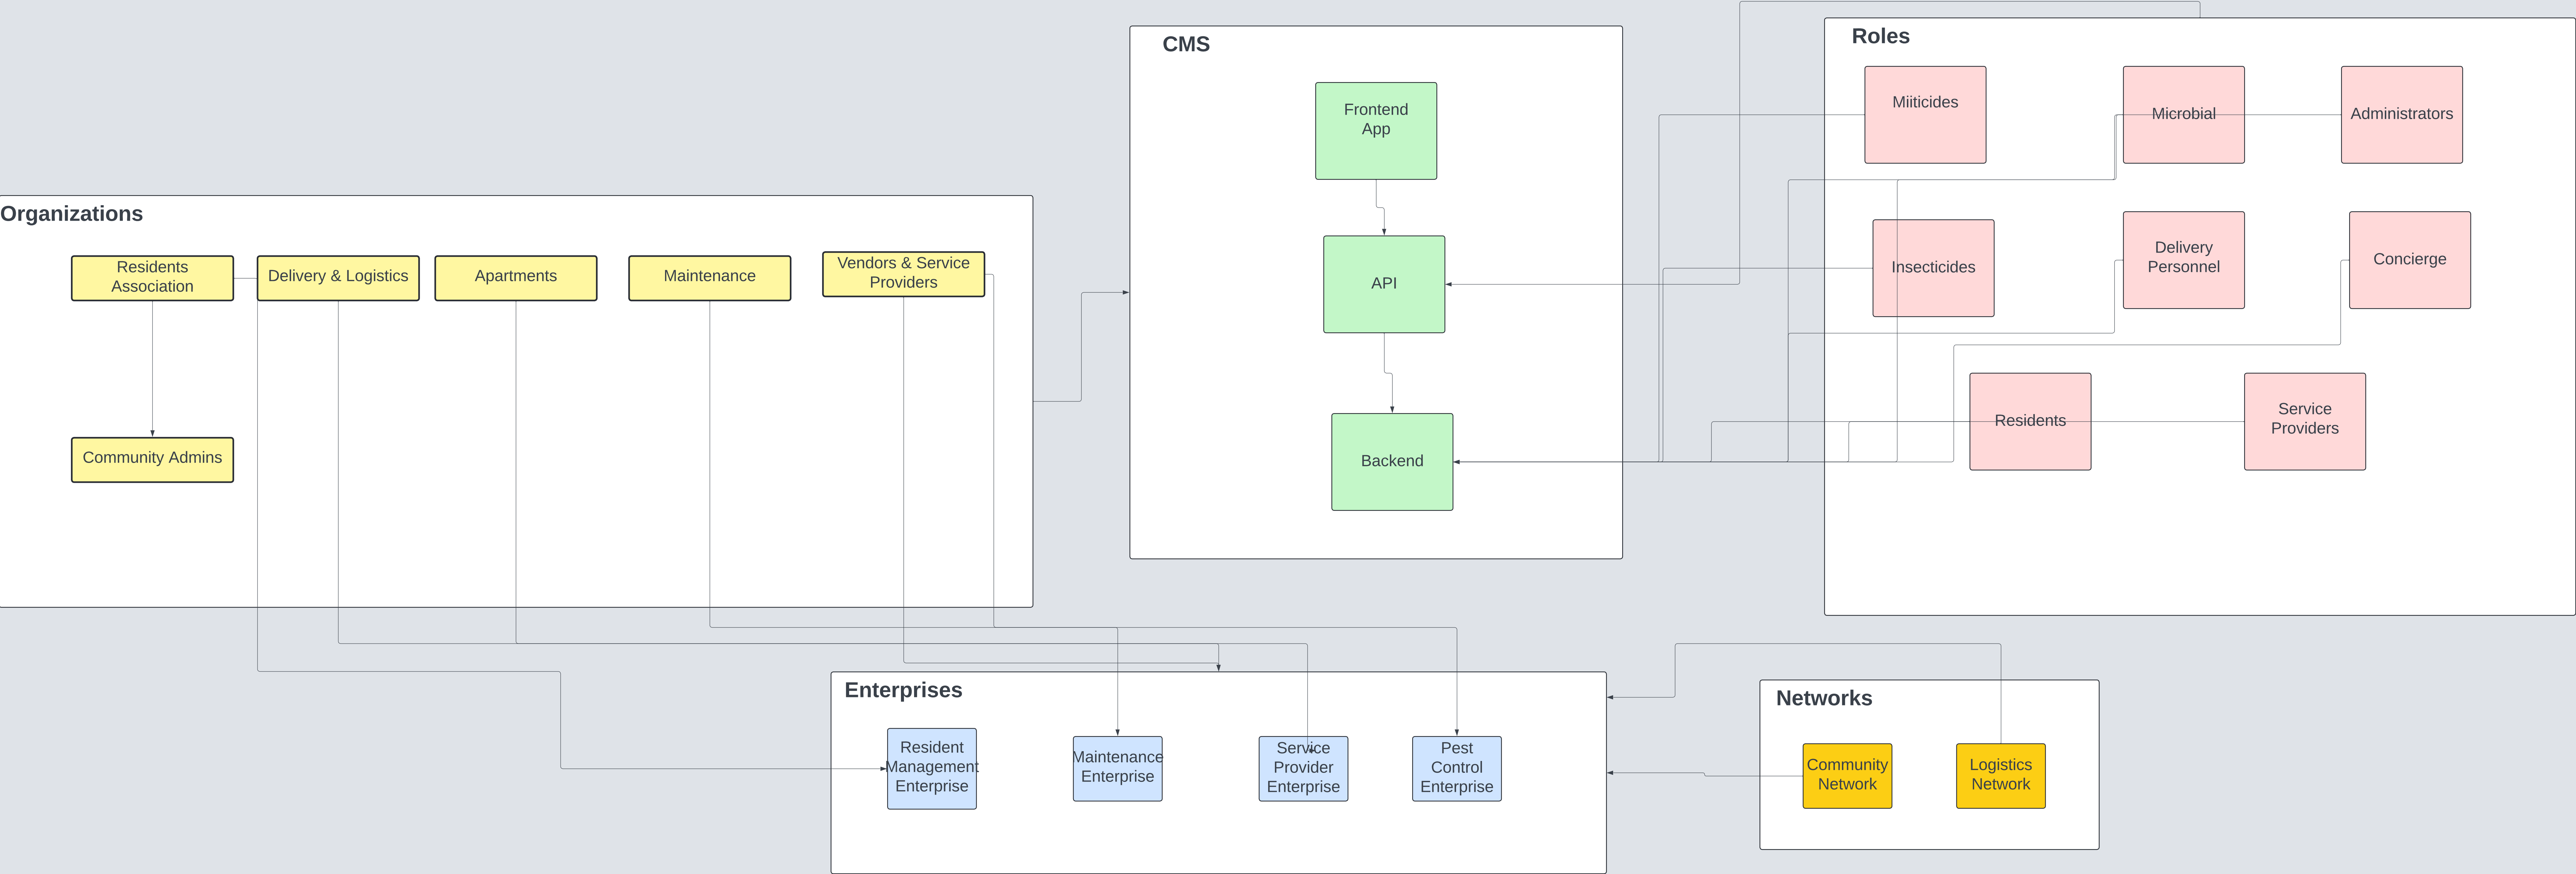 CMS
Frontend
App
API
Backend
Roles
Miiticides
Microbial
Administrators
Insecticides
Delivery
Personnel
Concierge
Residents
Service
Providers
Organizations
Residents
Association
Delivery & Logistics
Apartments
Maintenance
Vendors & Service
Providers
Community Admins
Enterprises
Resident
Management
Enterprise
Maintenance
Enterprise
Service
Provider
Enterprise
Pest
Control
Enterprise
Networks
Community
Network
Logistics
Network